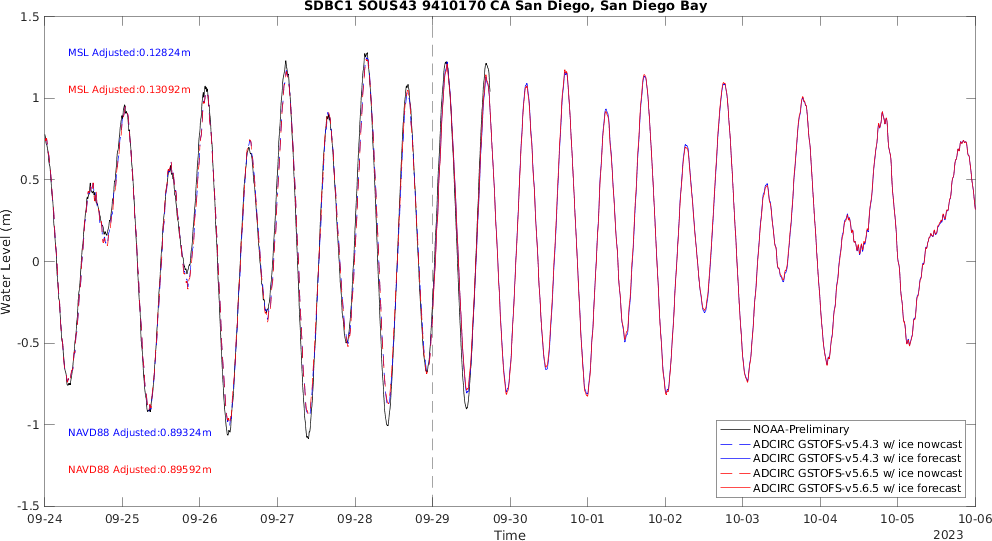 SDBC1 SOUS43 9410170 CA San Diego, San Diego Bay
1.5
MSL Adjusted:0.12824m
MSL Adjusted:0.13092m
1
0.5
0
-0.5
-1
-1.5
Water Level (m)
NAVD88 Adjusted:0.89324m
NAVD88 Adjusted:0.89592m
NOAA-Preliminary
ADCIRC GSTOFS-v5.4.3 w/ ice nowcast
ADCIRC GSTOFS-v5.4.3 w/ ice forecast
ADCIRC GSTOFS-v5.6.5 w/ ice nowcast
ADCIRC GSTOFS-v5.6.5 w/ ice forecast
09-24 09-25 09-26 09-27 09-28 09-29 09-30 10-01 10-02 10-03 10-04 10-05 10-06
Time
2023